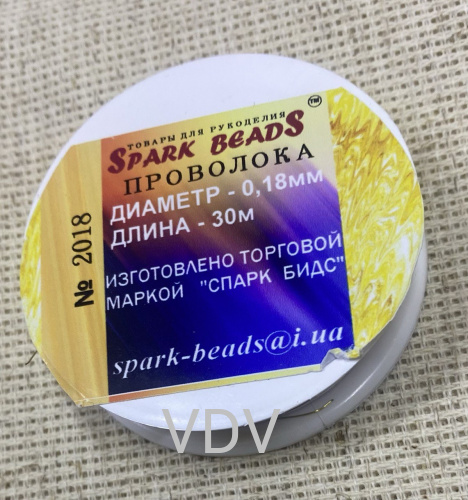 ТОВАРЫ ДЛЯ РУКОДЕЛИЯ
SPARK BEADS™
ПРОВОЛОКА
ДИАМЕТР - 0,18мм
ДЛИНА - 30м
№ 2018
ИЗГОТОВЛЕНО ТОРГОВОЙ
МАРКОЙ "СПАРК БИДС"
spark-beads@i.ua
VDV